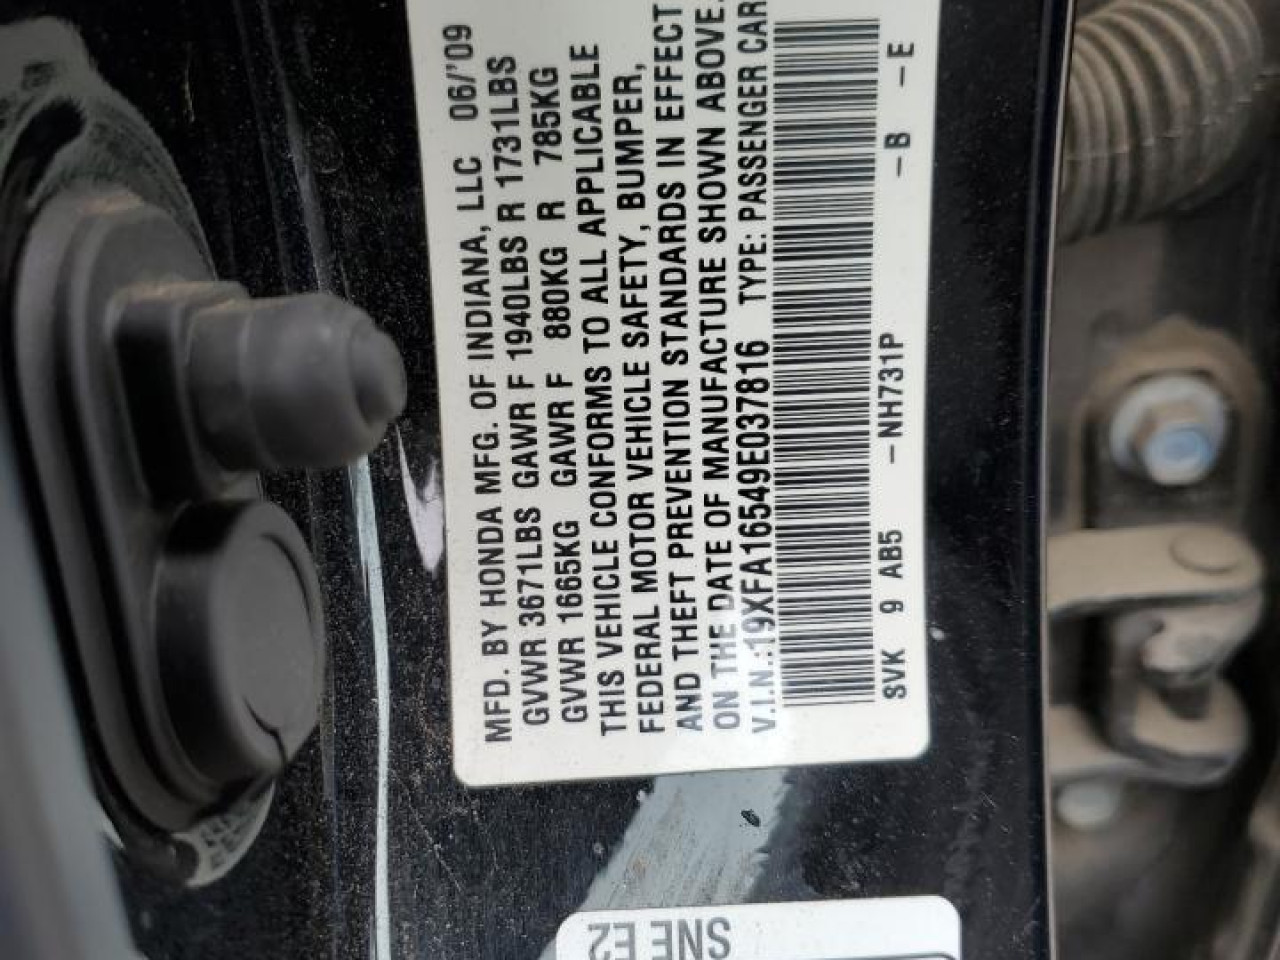 MFD. BY HONDA MFG. OF INDIANA, LLC 06/'09
GVWR 3671LBS GAWR F 1940LBS R 1731LBS
GVWR 1665KG GAWR F 880KG R 785KG
THIS VEHICLE CONFORMS TO ALL APPLICABLE
FEDERAL MOTOR VEHICLE SAFETY, BUMPER,
AND THEFT PREVENTION STANDARDS IN EFFECT
ON THE DATE OF MANUFACTURE SHOWN ABOVE.
V.I.N.:19XFA16549E037816 TYPE: PASSENGER CAR
SVK 9 AB5 -NH731P -B -E
SNE E2